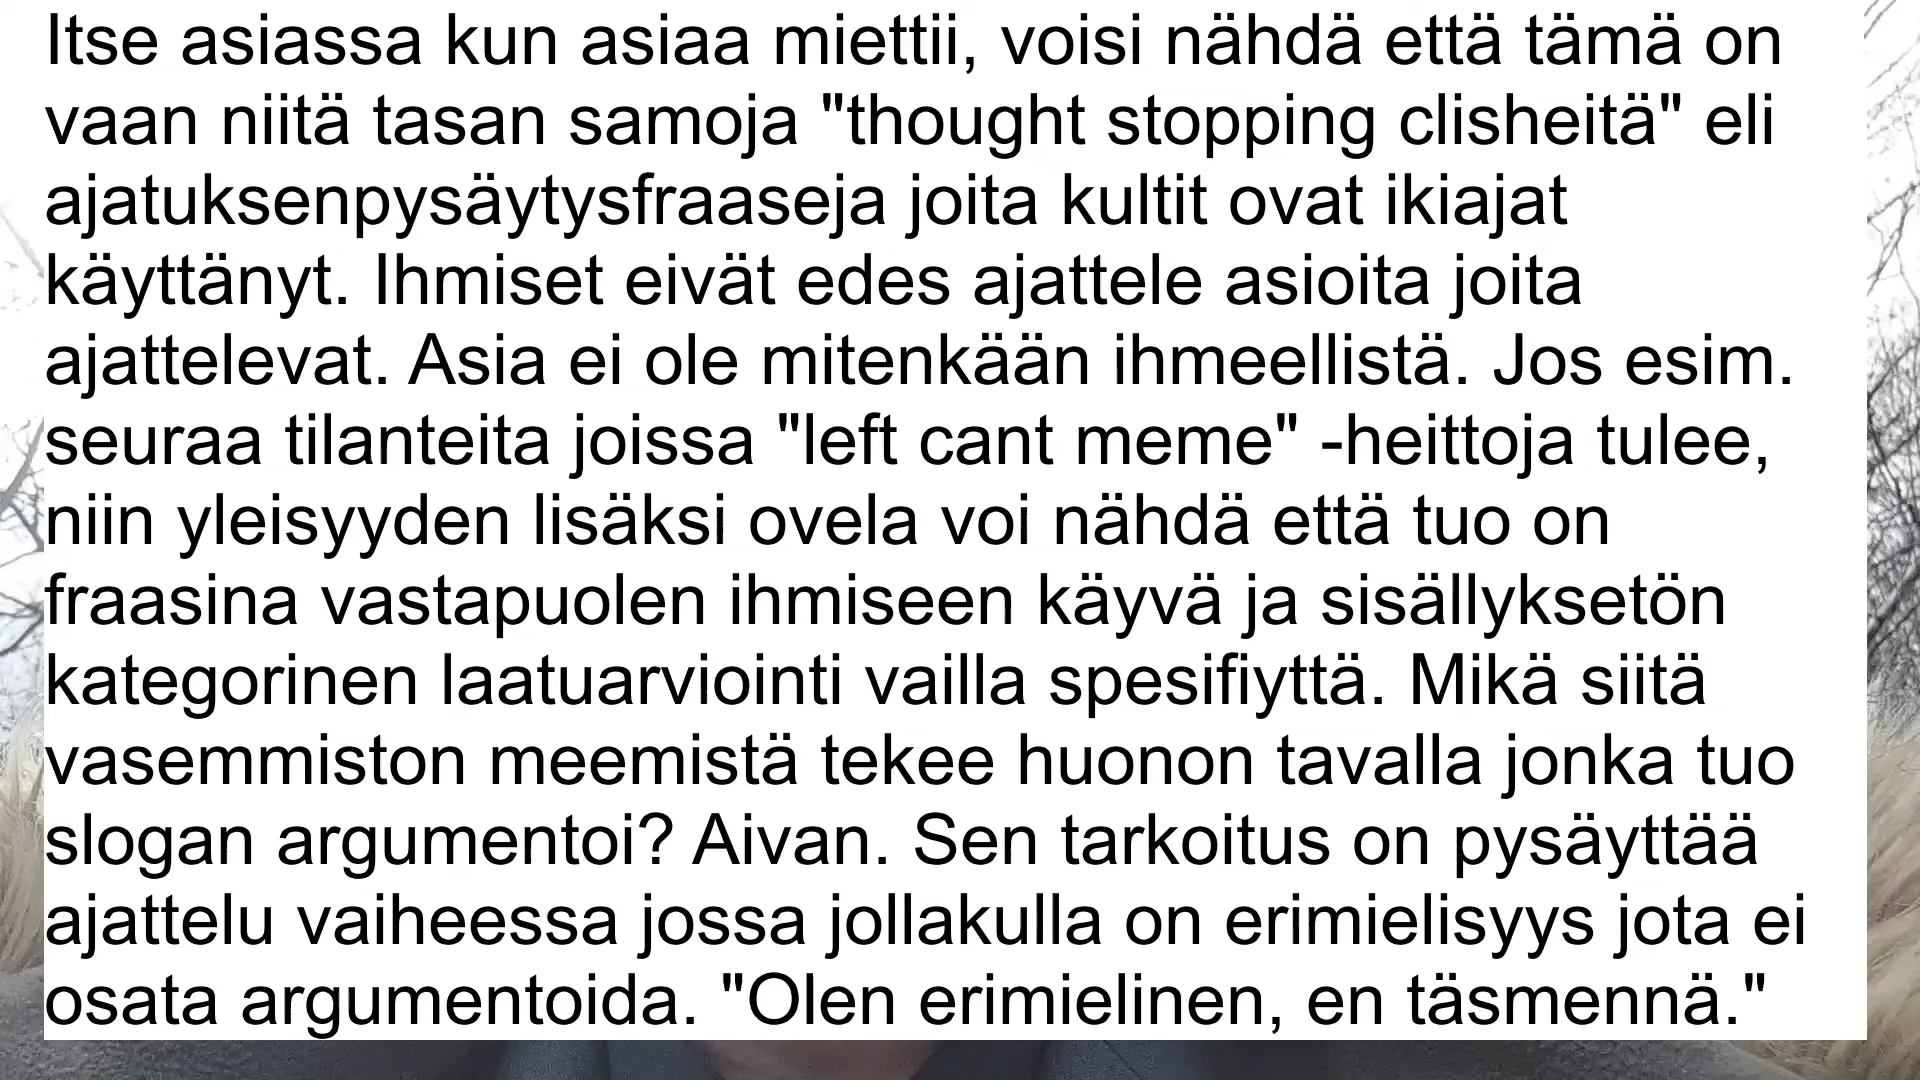 Itse asiassa kun asiaa miettii, voisi nähdä että tämä on
vaan niitä tasan samoja "thought stopping clisheitä" eli
ajatuksenpysäytysfraaseja joita kultit ovat ikiajat
käyttänyt. Ihmiset eivät edes ajattele asioita joita
ajattelevat. Asia ei ole mitenkään ihmeellistä. Jos esim.
seuraa tilanteita joissa "left cant meme" -heittoja tulee,
niin yleisyyden lisäksi ovela voi nähdä että tuo on
fraasina vastapuolen ihmiseen käyvä ja sisällyksetön
kategorinen laatuarviointi vailla spesifiyttä. Mikä siitä
vasemmiston meemistä tekee huonon tavalla jonka tuo
slogan argumentoi? Aivan. Sen tarkoitus on pysäyttää
ajattelu vaiheessa jossa jollakulla on erimielisyys jota ei
osata argumentoida. "Olen erimielinen, en täsmennä."